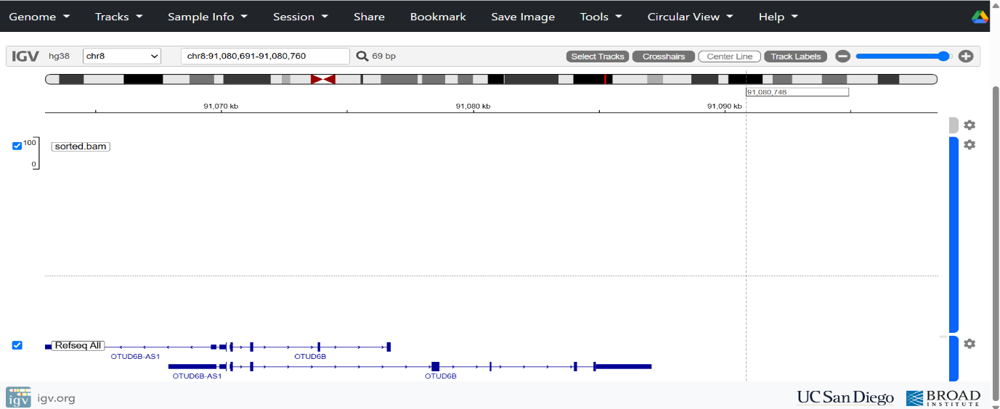 Genome Tracks Sample Info Session Share Bookmark Save Image Tools Circular View Help
IGV hg38 chr8 chr8:91,080,691-91,080,760 69 bp Select Tracks Crosshairs Center Line Track Labels
91,080,746
91,070 kb 91,080 kb 91,090 kb
100 sorted.bam
0
Refseq All
OTUD6B-AS1 OTUD6B
OTUD6B-AS1 OTUD6B
igv igv.org UC San Diego BROAD
INSTITUTE